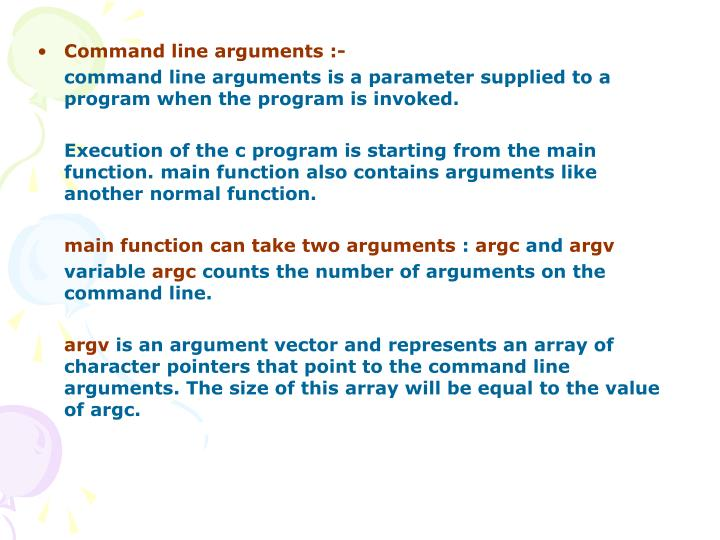 • Command line arguments :-
command line arguments is a parameter supplied to a
program when the program is invoked.
Execution of the c program is starting from the main
function. main function also contains arguments like
another normal function.
main function can take two arguments : argc and argv
variable argc counts the number of arguments on the
command line.
argv is an argument vector and represents an array of
character pointers that point to the command line
arguments. The size of this array will be equal to the value
of argc.